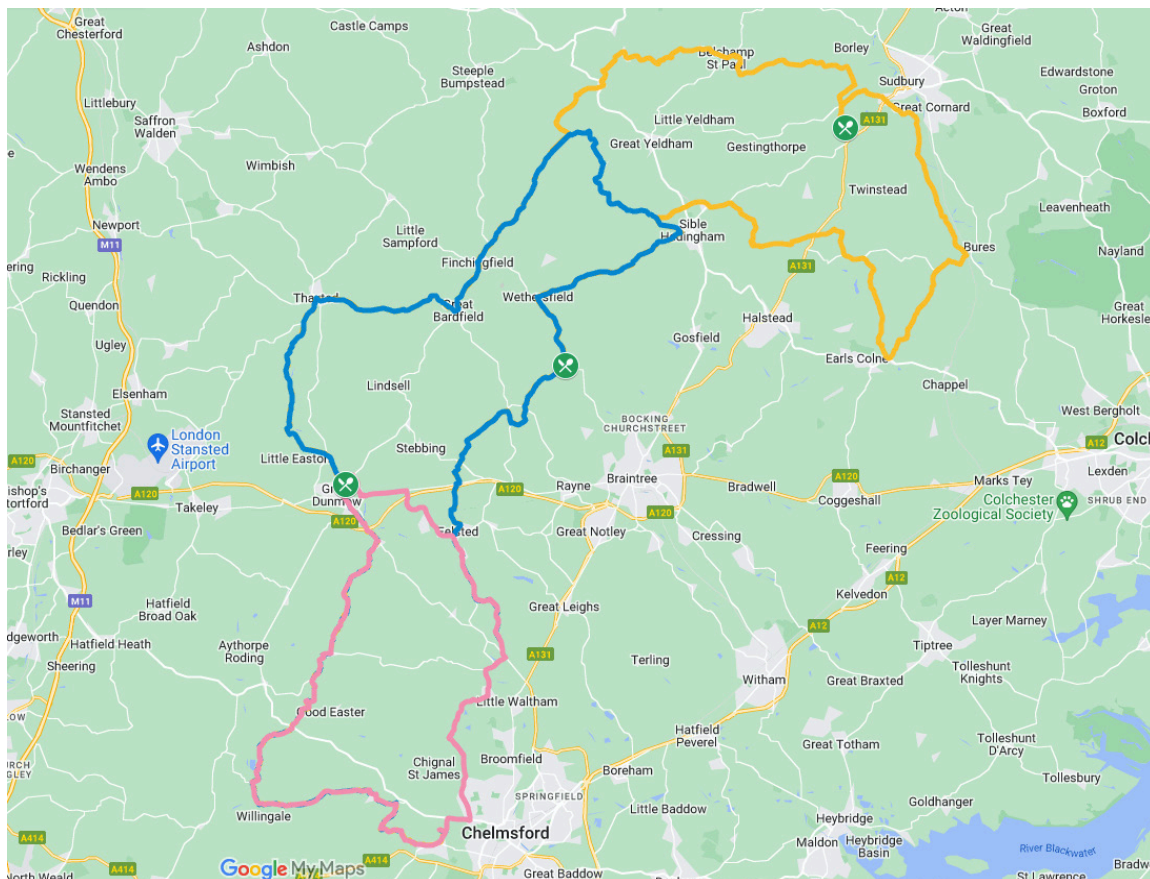 Great
Chesterford
Ashdon
Castle Camps
Acton
Great
Waldingfield
Borley
Belchamp
St Paul
Steeple
Bumpstead
Edwardstone
Groton
Sudbury
Littlebury
Great Cornard
Boxford
Saffron
Walden
Little Yeldham
A131
Great Yeldham
Gestingthorpe
Wimbish
Wendens
Ambo
Twinstead
Leavenheath
Newport
Little
Sampford
Sible
Hedingham
M11
Bures
Nayland
Finchingfield
A131
Rickling
Quendon
Thaxted
Wethersfield
Great
Bardfield
Great
Horkesley
Halstead
Ugley
Gosfield
Earls Colne
Elsenham
Lindsell
Chappel
Stansted
Mountfitchet
West Bergholt
BOCKING
CHURCHSTREET
London
Stansted
Airport
Stebbing
A12
A131
Little Easton
A120
Birchanger
Lexden
A120
Braintree
Marks Tey
Rayne
Bradwell
A120
A120
Great
Dunmow
Takeley
Coggeshall
SHRUB END
Colchester
Zoological Society
A120
A120
Bedlar's Green
Felsted
Great Notley
Cressing
Feering
A12
Kelvedon
M11
Hatfield
Broad Oak
Great Leighs
Layer Marney
Hatfield Heath
Aythorpe
Roding
Tiptree
A131
A12
Sheering
Terling
Tolleshunt
Knights
Witham
Great Braxted
Little Waltham
Good Easter
Hatfield
Peverel
Great Totham
Tolleshunt
D'Arcy
Chignal
St James
Broomfield
Boreham
Tollesbury
SPRINGFIELD
Goldhanger
Willingale
Little Baddow
Heybridge
Chelmsford
A414
Maldon
Heybridge
Basin
River Blackwater
A414
Google My Maps
North Weald
Great Baddow
St Lawrence